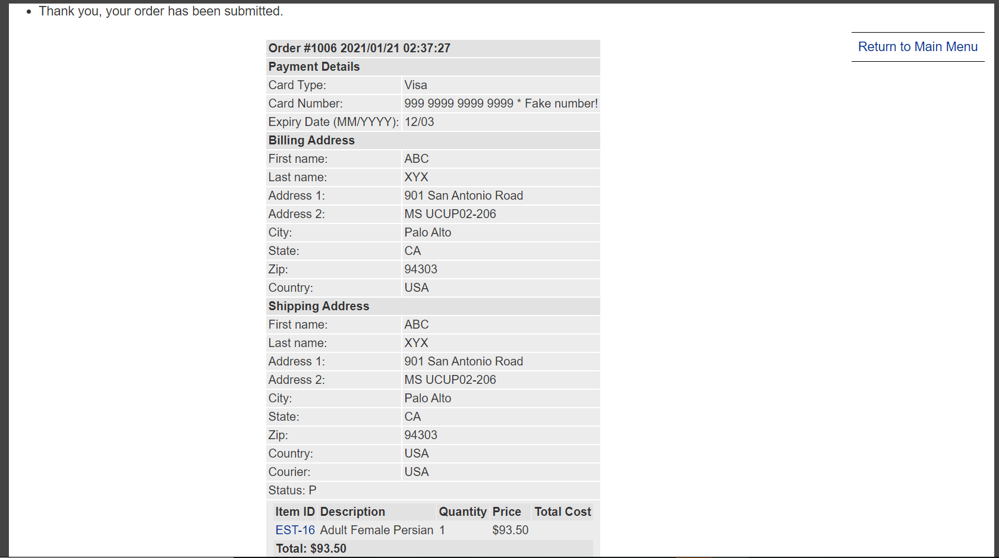 Thank you, your order has been submitted.
Return to Main Menu
Order #1006 2021/01/21 02:37:27
Payment Details
Card Type: Visa
Card Number: 999 9999 9999 9999 * Fake number!
Expiry Date (MM/YYYY): 12/03
Billing Address
First name: ABC
Last name: XYX
Address 1: 901 San Antonio Road
Address 2: MS UCUP02-206
City: Palo Alto
State: CA
Zip: 94303
Country: USA
Shipping Address
First name: ABC
Last name: XYX
Address 1: 901 San Antonio Road
Address 2: MS UCUP02-206
City: Palo Alto
State: CA
Zip: 94303
Country: USA
Courier: USA
Status: P
Item ID Description Quantity Price Total Cost
EST-16 Adult Female Persian 1 $93.50
Total: $93.50